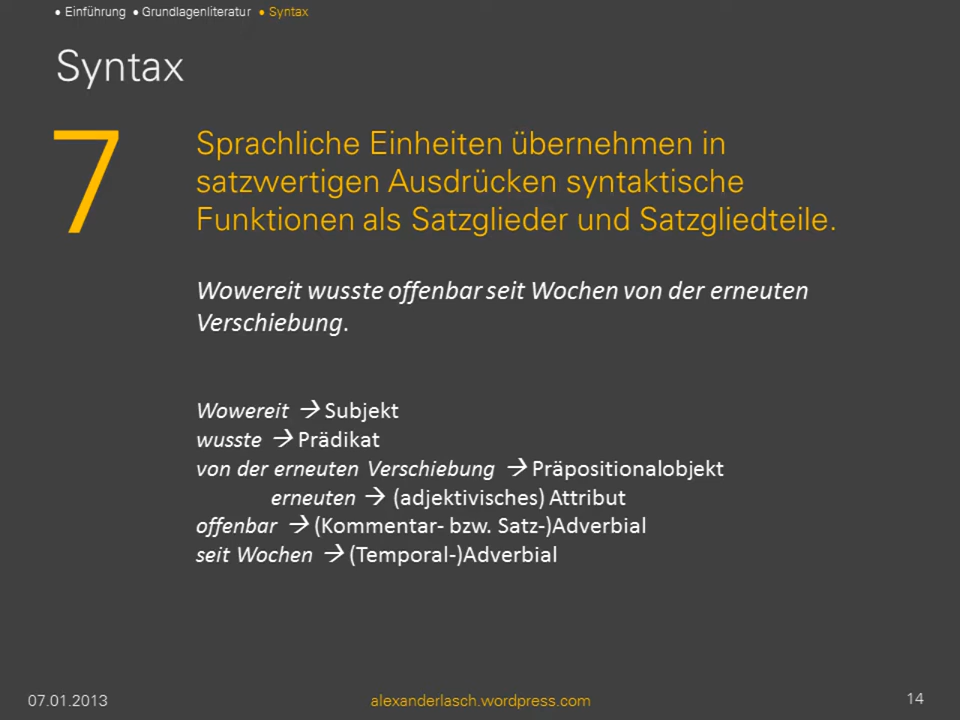 • Einführung • Grundlagenliteratur • Syntax
Syntax
7
Sprachliche Einheiten übernehmen in
satzwertigen Ausdrücken syntaktische
Funktionen als Satzglieder und Satzgliedteile.
Wowereit wusste offenbar seit Wochen von der erneuten
Verschiebung.
Wowereit → Subjekt
wusste → Prädikat
von der erneuten Verschiebung → Präpositionalobjekt
erneuten → (adjektivisches) Attribut
offenbar → (Kommentar- bzw. Satz-)Adverbial
seit Wochen → (Temporal-)Adverbial
07.01.2013
alexanderlasch.wordpress.com
14